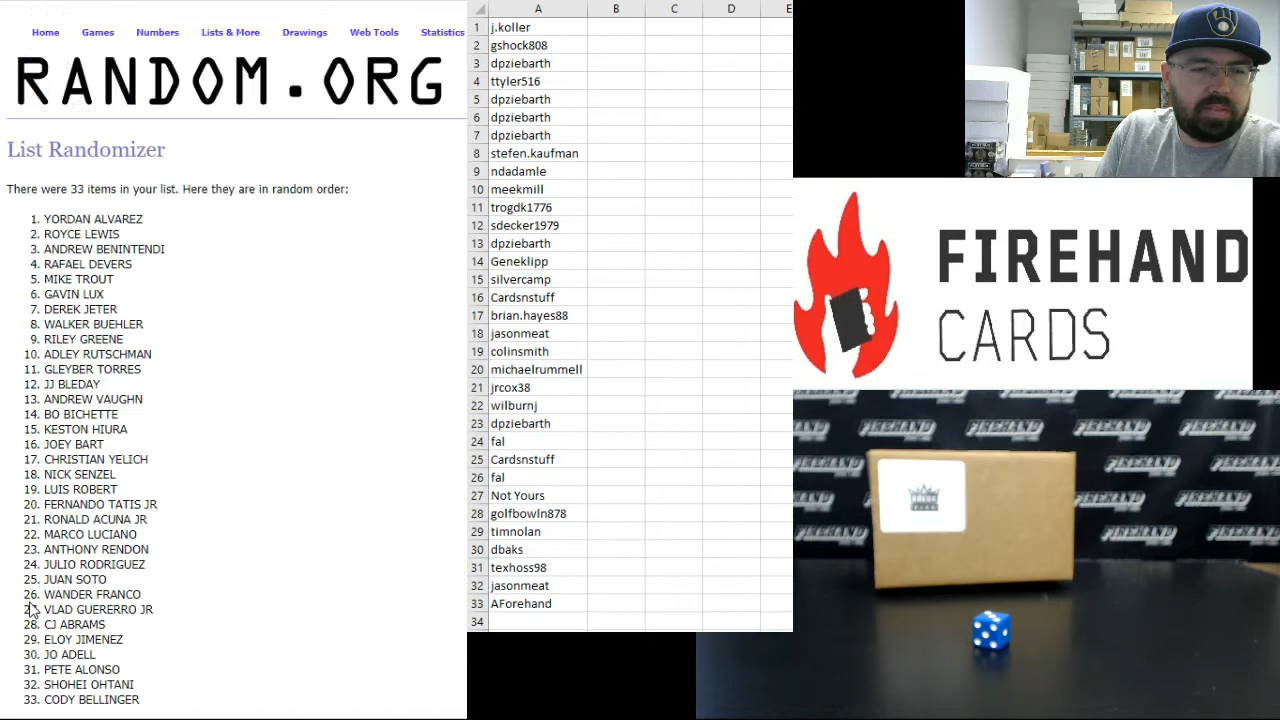 Home Games Numbers Lists & More Drawings Web Tools Statistics
RANDOM.ORG
List Randomizer
There were 33 items in your list. Here they are in random order:
1. YORDAN ALVAREZ
2. ROYCE LEWIS
3. ANDREW BENINTENDI
4. RAFAEL DEVERS
5. MIKE TROUT
6. GAVIN LUX
7. DEREK JETER
8. WALKER BUEHLER
9. RILEY GREENE
10. ADLEY RUTSCHMAN
11. GLEYBER TORRES
12. JJ BLEDAY
13. ANDREW VAUGHN
14. BO BICHETTE
15. KESTON HIURA
16. JOEY BART
17. CHRISTIAN YELICH
18. NICK SENZEL
19. LUIS ROBERT
20. FERNANDO TATIS JR
21. RONALD ACUNA JR
22. MARCO LUCIANO
23. ANTHONY RENDON
24. JULIO RODRIGUEZ
25. JUAN SOTO
26. WANDER FRANCO
VLAD GUERERRO JR
28. CJ ABRAMS
29. ELOY JIMENEZ
30. JO ADELL
31. PETE ALONSO
32. SHOHEI OHTANI
33. CODY BELLINGER
A B C D E
1 j.koller
2 gshock808
3 dpziebarth
4 ttyler516
5 dpziebarth
6 dpziebarth
7 dpziebarth
8 stefen.kaufman
9 ndadamle
10 meekmill
11 trogdk1776
12 sdecker1979
13 dpziebarth
14 Geneklipp
15 silvercamp
16 Cardsnstuff
17 brian.hayes88
18 jasonmeat
19 colinsmith
20 michaelrummell
21 jrcox38
22 wilburnj
23 dpziebarth
24 fal
25 Cardsnstuff
26 fal
27 Not Yours
28 golfbowln878
29 timnolan
30 dbaks
31 texhoss98
32 jasonmeat
33 AForehand
34
FIREHAND
CARDS
FIREHAND
FIREHAND
FIREHAND